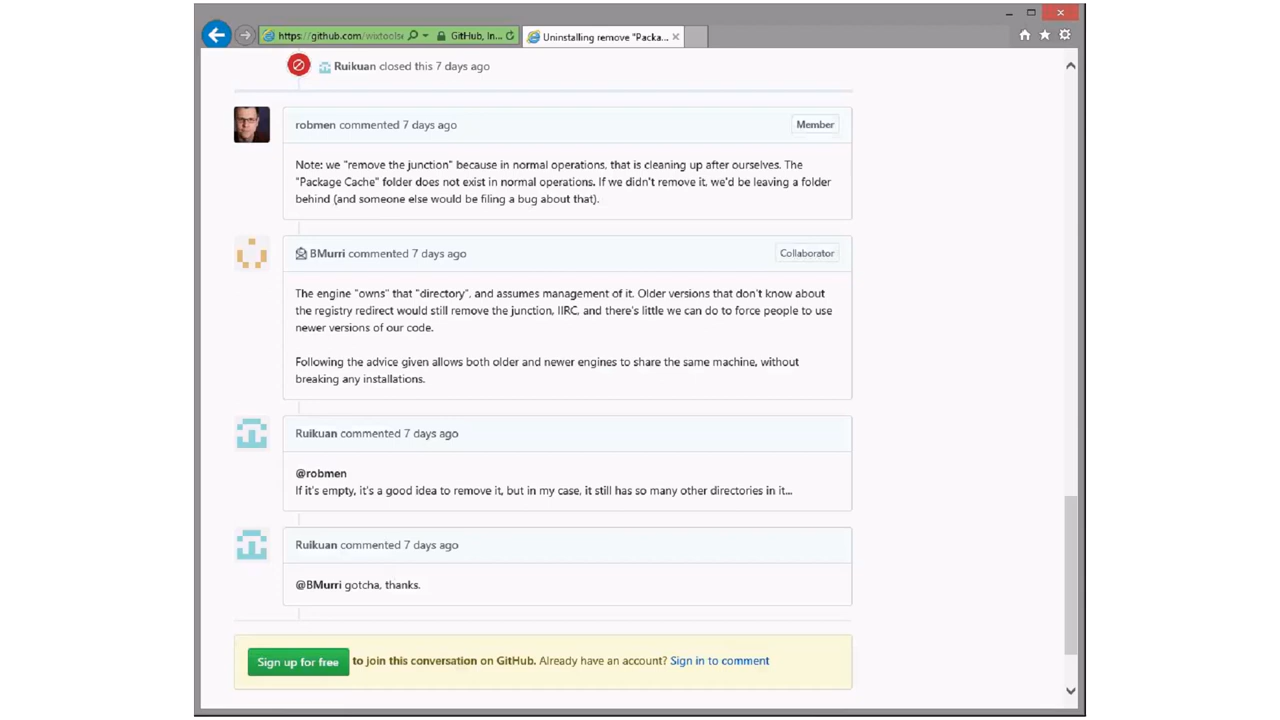 https://github.com/wixtools
GitHub, In...
Uninstalling remove "Packa...
Ruikuan closed this 7 days ago
robmen commented 7 days ago
Member
Note: we "remove the junction" because in normal operations, that is cleaning up after ourselves. The
"Package Cache" folder does not exist in normal operations. If we didn't remove it, we'd be leaving a folder
behind (and someone else would be filing a bug about that).
BMurri commented 7 days ago
Collaborator
The engine "owns" that "directory", and assumes management of it. Older versions that don't know about
the registry redirect would still remove the junction, IIRC, and there's little we can do to force people to use
newer versions of our code.
Following the advice given allows both older and newer engines to share the same machine, without
breaking any installations.
Ruikuan commented 7 days ago
@robmen
If it's empty, it's a good idea to remove it, but in my case, it still has so many other directories in it...
Ruikuan commented 7 days ago
@BMurri gotcha, thanks.
Sign up for free to join this conversation on GitHub. Already have an account? Sign in to comment